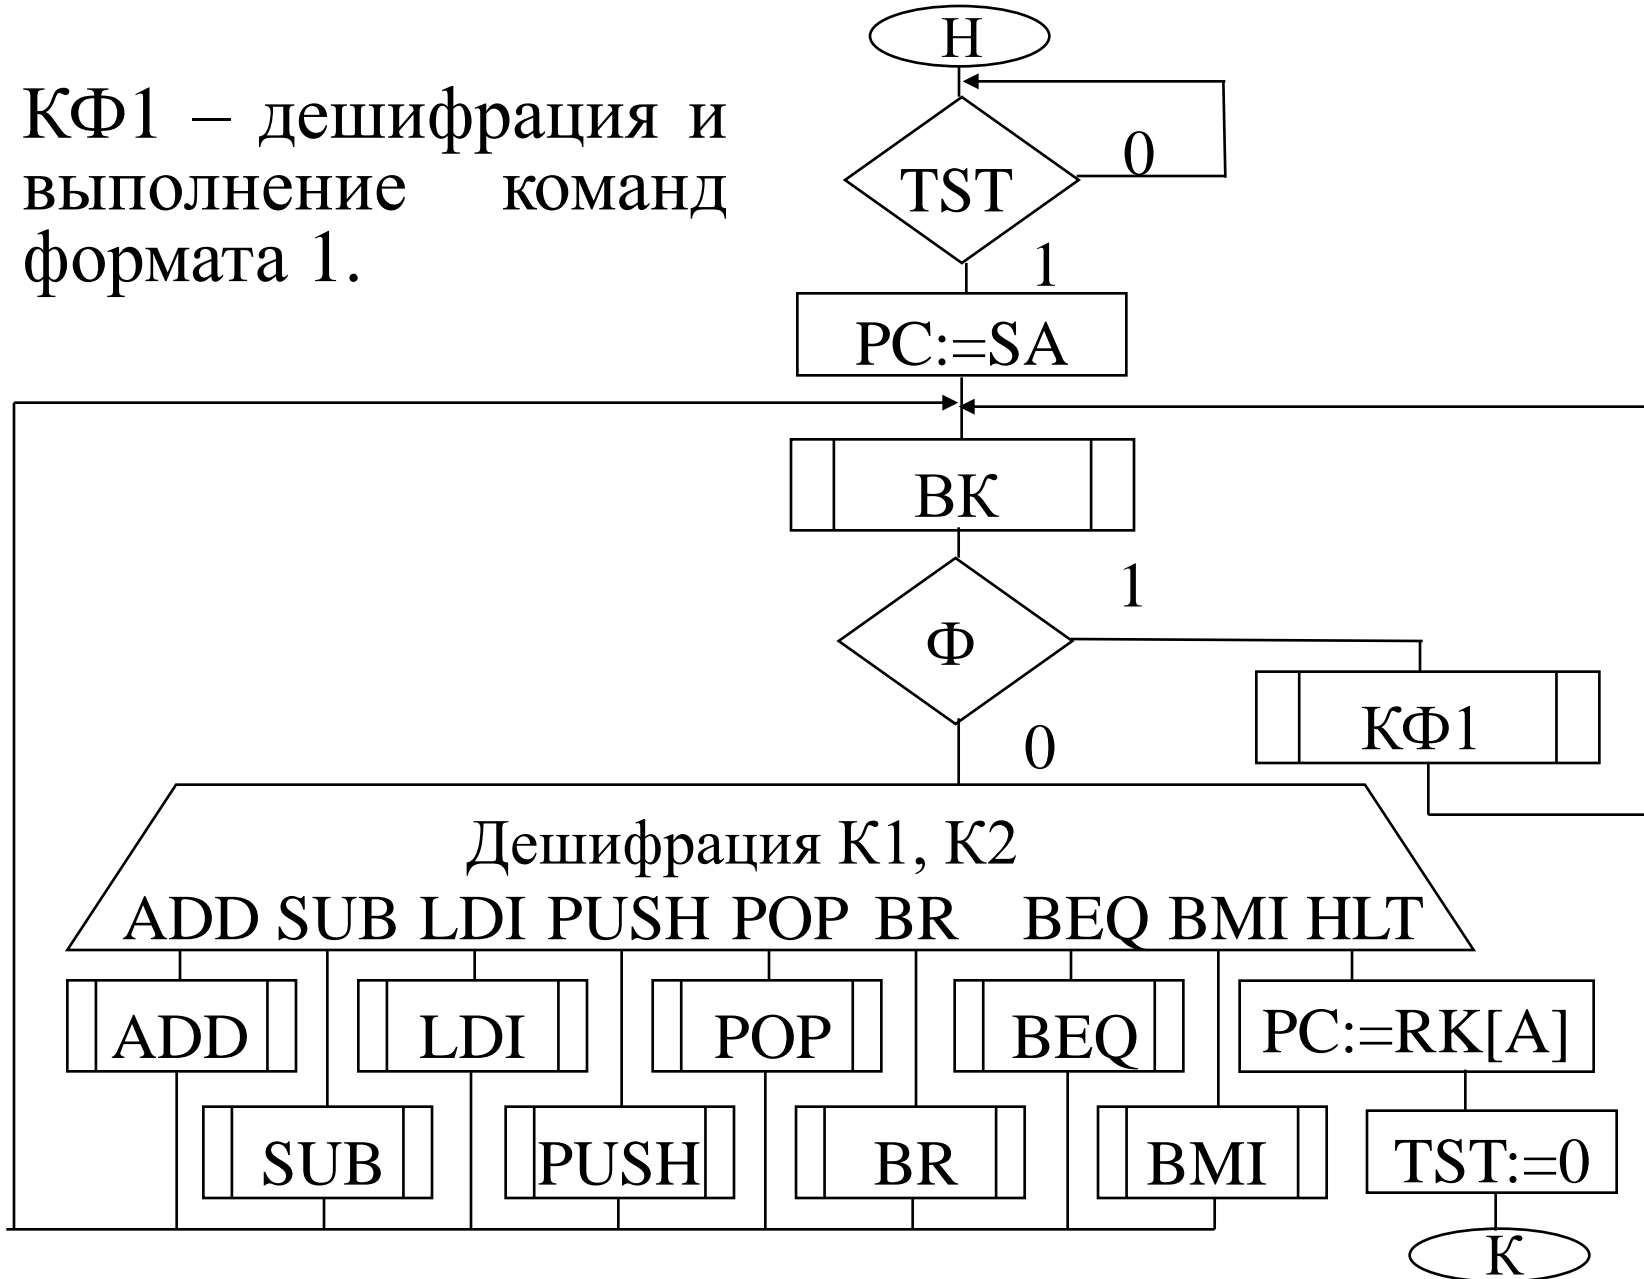 Н
КФ1 – дешифрация и
выполнение команд
формата 1.
TST
0
1
PC:=SA
ВК
Ф
1
0
КФ1
Дешифрация К1, К2
ADD SUB LDI PUSH POP BR BEQ BMI HLT
ADD LDI POP BEQ PC:=RK[A]
SUB PUSH BR BMI TST:=0
К